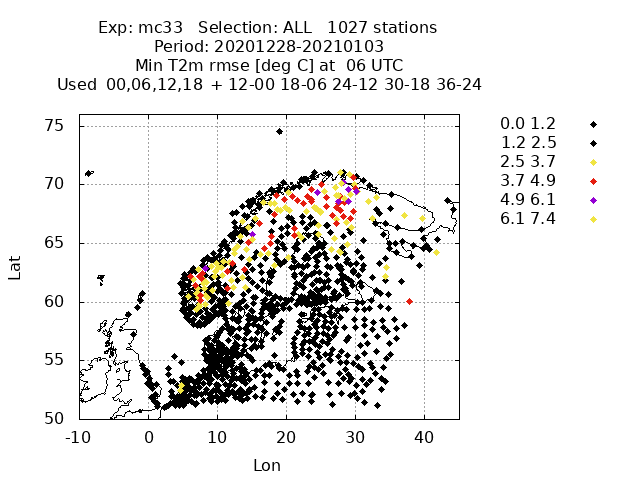 Exp: mc33   Selection: ALL   1027 stations
Period: 20201228-20210103
Min T2m rmse [deg C] at  06 UTC
Used  00,06,12,18  + 12-00 18-06 24-12 30-18 36-24
75
70
65
60
55
50
Lat
-10 0 10 20 30 40
Lon
0.0 1.2
1.2 2.5
2.5 3.7
3.7 4.9
4.9 6.1
6.1 7.4